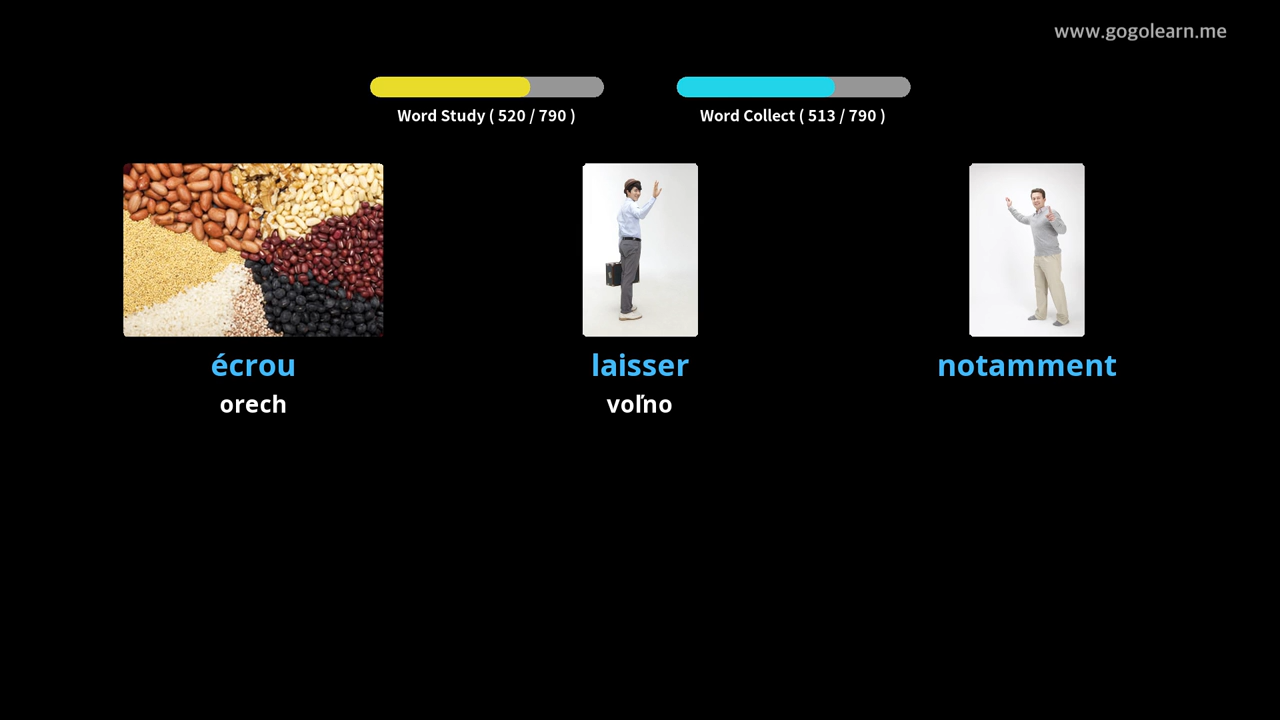 www.gogolearn.me
Word Study ( 520 / 790 )
Word Collect ( 513 / 790 )
écrou
laisser
notamment
orech
voľno